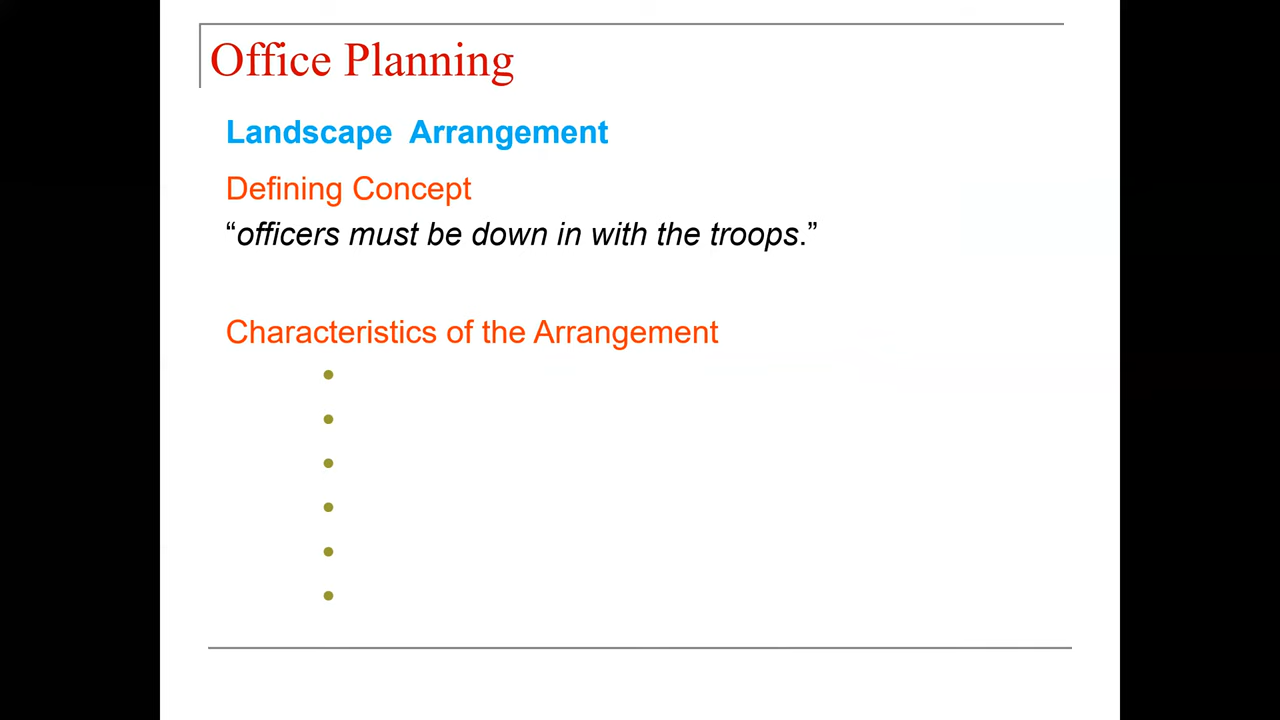 Office Planning
Landscape  Arrangement
Defining Concept
“officers must be down in with the troops.”
Characteristics of the Arrangement
•
•
•
•
•
•